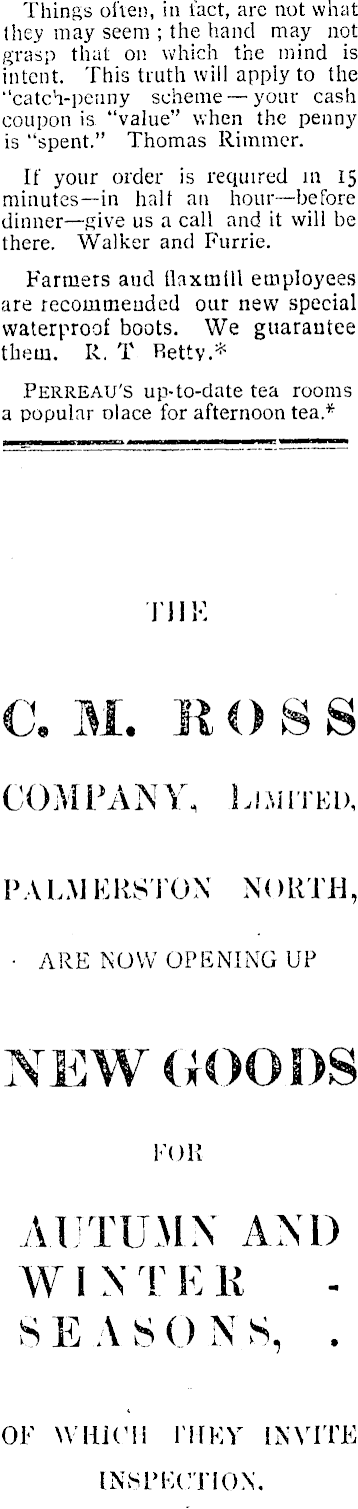 Things often, in fact, are not what
they may seem ; the hand may not
grasp that on which the mind is
intent. This truth will apply to the
"catch-penny scheme—your cash
coupon is "value" when the penny
is "spent." Thomas Rimmer.
If your order is required in 15
minutes—in half an hour—before
dinner—give us a call and it will be
there. Walker and Furrie.
Farmers and flaxmill employees
are recommended our new special
waterproof boots. We guarantee
them. R. T Betty.*
PERREAU'S up-to-date tea rooms
a popular place for afternoon tea.*
THE
C. M. ROSS
COMPANY, LIMITED,
PALMERSTON NORTH,
ARE NOW OPENING UP
NEW GOODS
FOR
AUTUMN AND
WINTER -
SEASONS, .
OF WHICH THEY INVITE
INSPECTION.